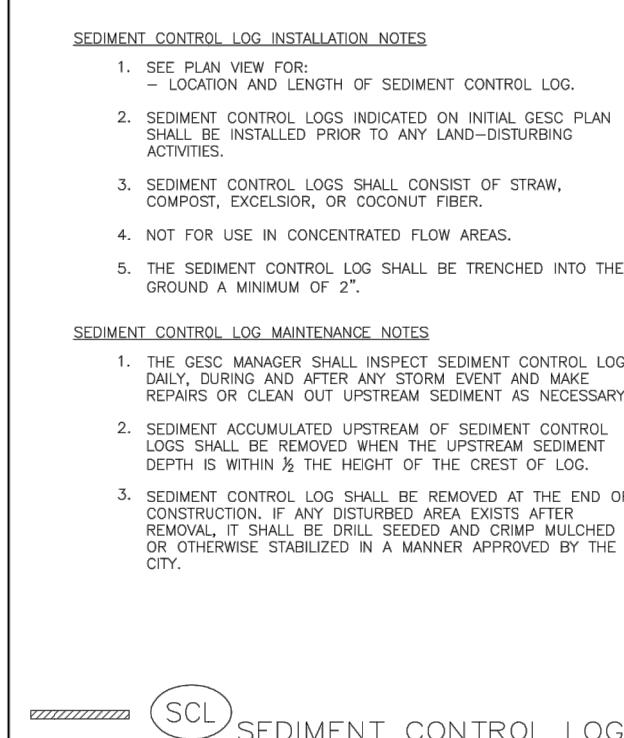 SEDIMENT CONTROL LOG INSTALLATION NOTES
1. SEE PLAN VIEW FOR:
– LOCATION AND LENGTH OF SEDIMENT CONTROL LOG.
2. SEDIMENT CONTROL LOGS INDICATED ON INITIAL GESC PLAN
SHALL BE INSTALLED PRIOR TO ANY LAND–DISTURBING
ACTIVITIES.
3. SEDIMENT CONTROL LOGS SHALL CONSIST OF STRAW,
COMPOST, EXCELSIOR, OR COCONUT FIBER.
4. NOT FOR USE IN CONCENTRATED FLOW AREAS.
5. THE SEDIMENT CONTROL LOG SHALL BE TRENCHED INTO THE
GROUND A MINIMUM OF 2".
SEDIMENT CONTROL LOG MAINTENANCE NOTES
1. THE GESC MANAGER SHALL INSPECT SEDIMENT CONTROL LOG
DAILY, DURING AND AFTER ANY STORM EVENT AND MAKE
REPAIRS OR CLEAN OUT UPSTREAM SEDIMENT AS NECESSARY
2. SEDIMENT ACCUMULATED UPSTREAM OF SEDIMENT CONTROL
LOGS SHALL BE REMOVED WHEN THE UPSTREAM SEDIMENT
DEPTH IS WITHIN ½ THE HEIGHT OF THE CREST OF LOG.
3. SEDIMENT CONTROL LOG SHALL BE REMOVED AT THE END OF
CONSTRUCTION. IF ANY DISTURBED AREA EXISTS AFTER
REMOVAL, IT SHALL BE DRILL SEEDED AND CRIMP MULCHED
OR OTHERWISE STABILIZED IN A MANNER APPROVED BY THE
CITY.
SCL
SEDIMENT CONTROL LOG